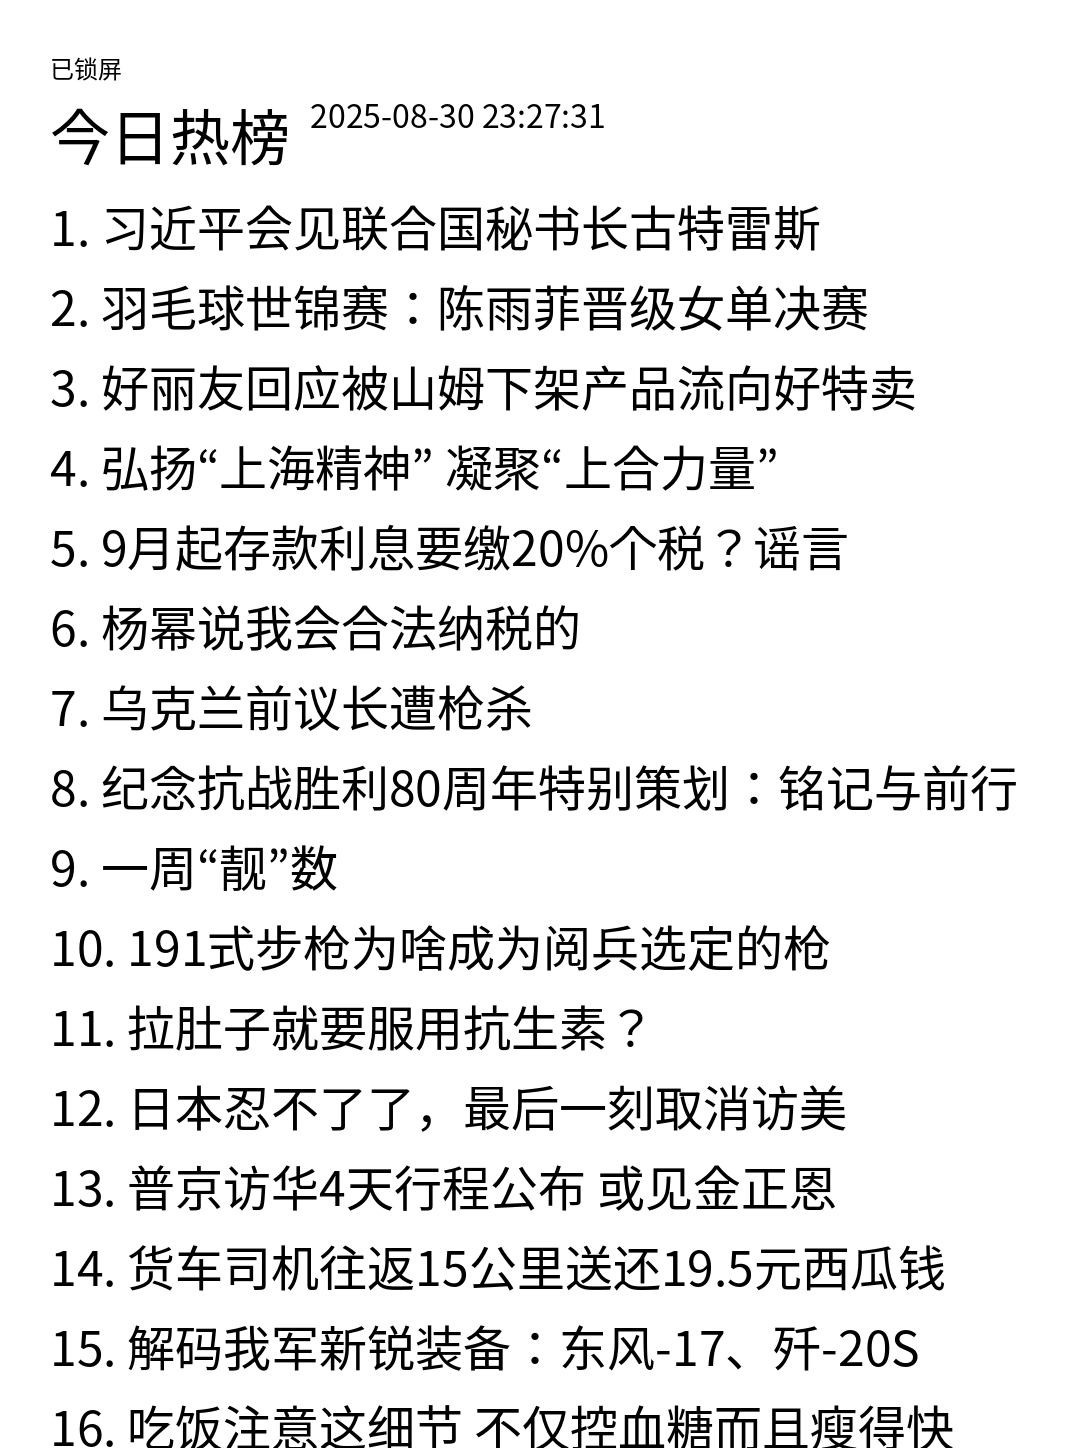 已锁屏
今日热榜 2025-08-30 23:27:31
1. 习近平会见联合国秘书长古特雷斯
2. 羽毛球世锦赛：陈雨菲晋级女单决赛
3. 好丽友回应被山姆下架产品流向好特卖
4. 弘扬“上海精神” 凝聚“上合力量”
5. 9月起存款利息要缴20%个税？谣言
6. 杨幂说我会合法纳税的
7. 乌克兰前议长遭枪杀
8. 纪念抗战胜利80周年特别策划：铭记与前行
9. 一周“靓”数
10. 191式步枪为啥成为阅兵选定的枪
11. 拉肚子就要服用抗生素？
12. 日本忍不了了，最后一刻取消访美
13. 普京访华4天行程公布 或见金正恩
14. 货车司机往返15公里送还19.5元西瓜钱
15. 解码我军新锐装备：东风-17、歼-20S
16. 吃饭注意这细节 不仅控血糖而且瘦得快